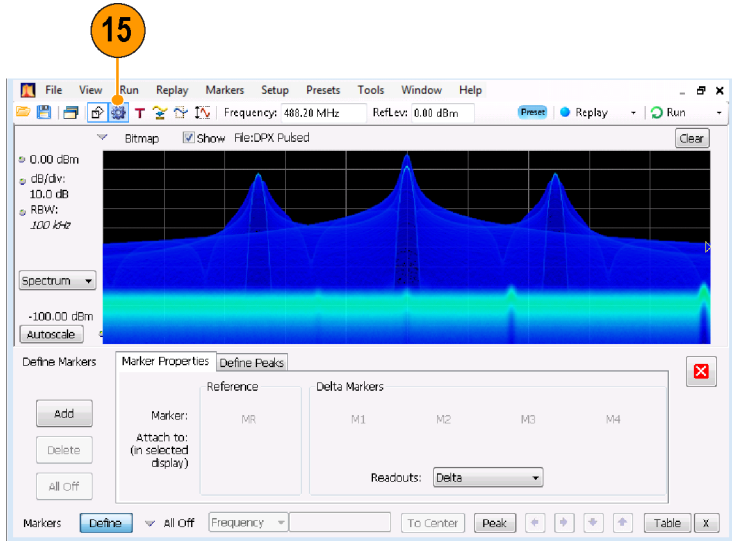 15
File View Run Replay Markers Setup Presets Tools Window Help
T Frequency: 488.20 MHz RefLev: 0.00 dBm Preset Replay Run
Bitmap Show File:DPX Pulsed Clear
0.00 dBm
dB/div:
10.0 dB
RBW:
100 kHz
Spectrum
-100.00 dBm
Autoscale
Define Markers Marker Properties Define Peaks
Reference Delta Markers
Add Marker: MR M1 M2 M3 M4
Attach to:
Delete (in selected
display)
Readouts: Delta
All Off
Markers Define All Off Frequency To Center Peak Table X